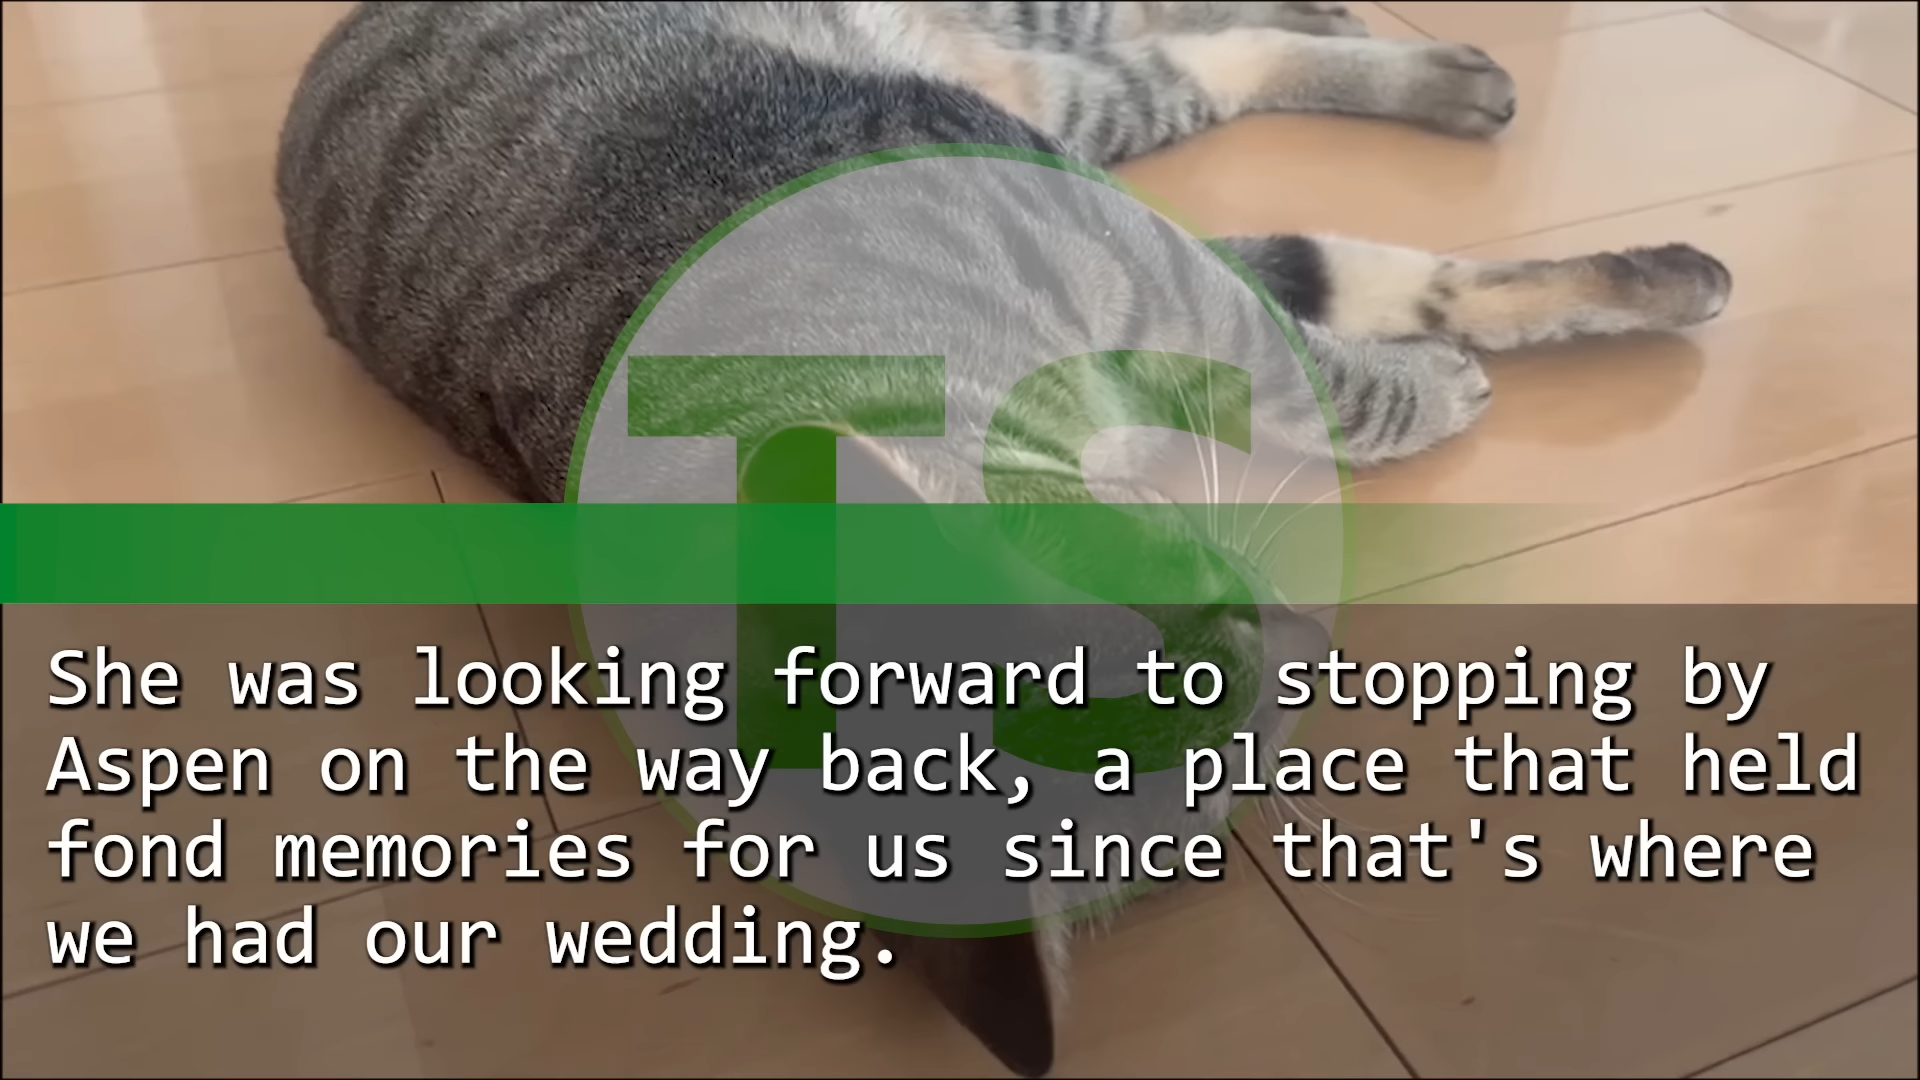 TS
She was looking forward to stopping by
Aspen on the way back, a place that held
fond memories for us since that's where
we had our wedding.